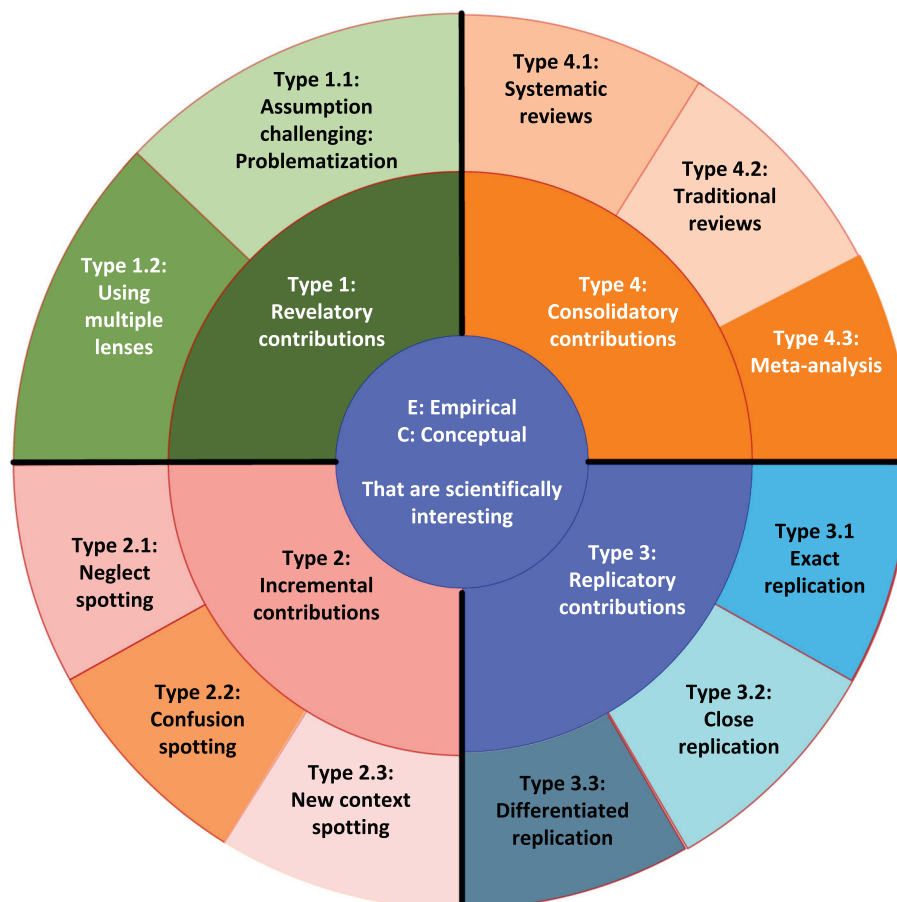 Type 1.1:
Assumption
challenging:
Problematization
Type 4.1:
Systematic
reviews
Type 4.2:
Traditional
reviews
Type 1.2:
Using
multiple
lenses
Type 1:
Revelatory
contributions
Type 4:
Consolidatory
contributions
Type 4.3:
Meta-analysis
E: Empirical
C: Conceptual
That are scientifically
interesting
Type 2.1:
Neglect
spotting
Type 2:
Incremental
contributions
Type 3:
Replicatory
contributions
Type 3.1
Exact
replication
Type 2.2:
Confusion
spotting
Type 3.2:
Close
replication
Type 2.3:
New context
spotting
Type 3.3:
Differentiated
replication